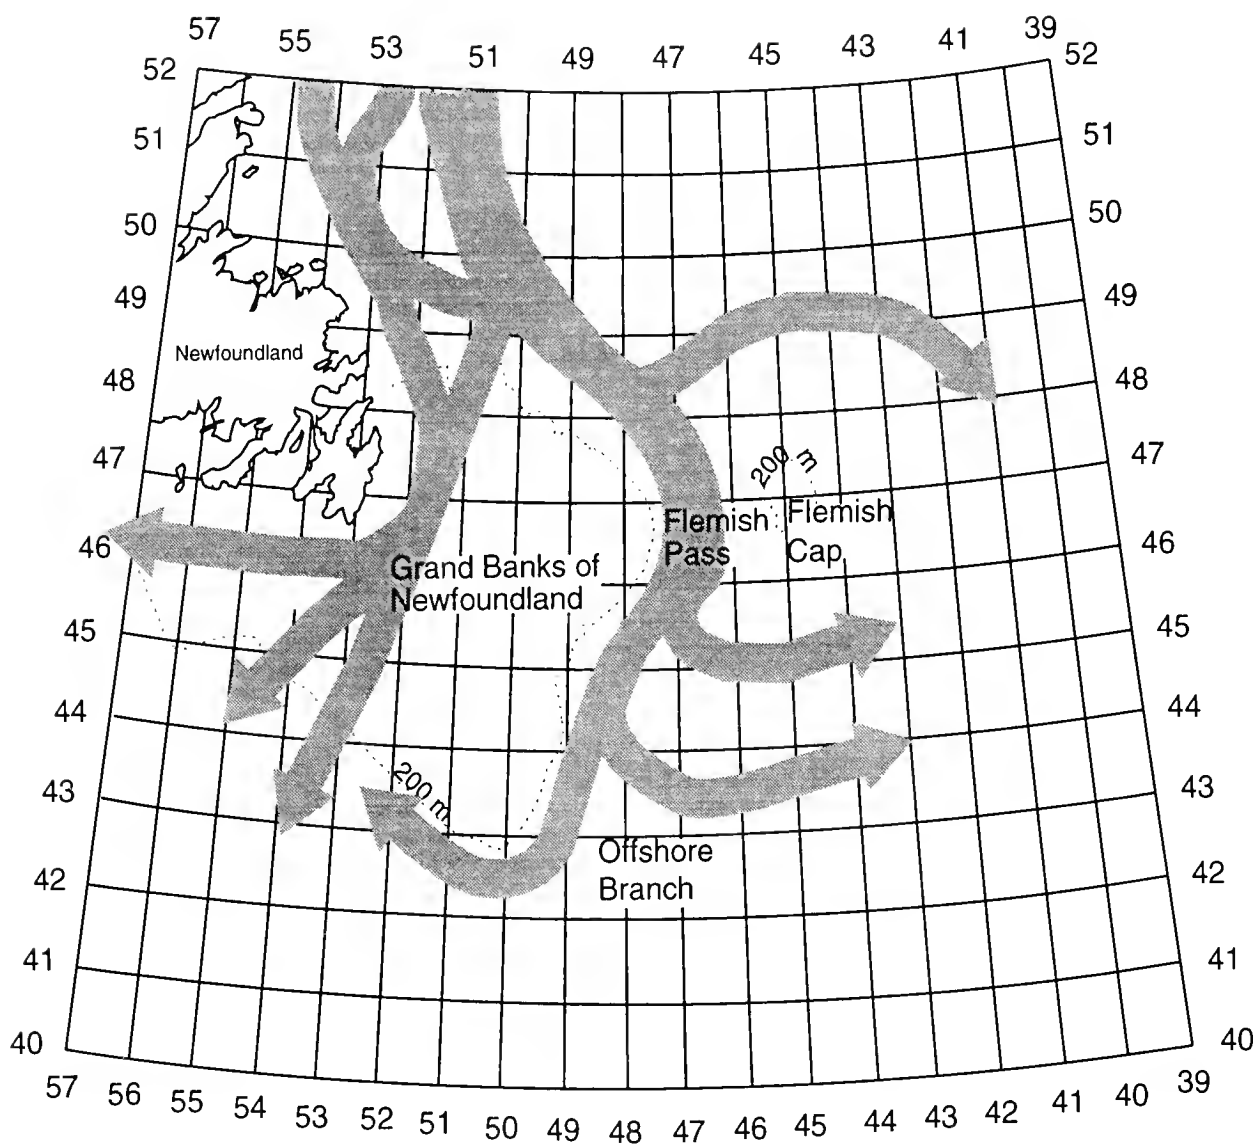 57 55 53 51 49 47 45 43 41 39
52 52
51 51
50 50
49 49
Newfoundland
48 48
47 47
200 m
Flemish Flemish
Pass Cap
46 46
Grand Banks of
Newfoundland
45 45
44 44
200 m
43 43
Offshore
Branch
42 42
41 41
40 40
57 56 55 54 53 52 51 50 49 48 47 46 45 44 43 42 41 40 39